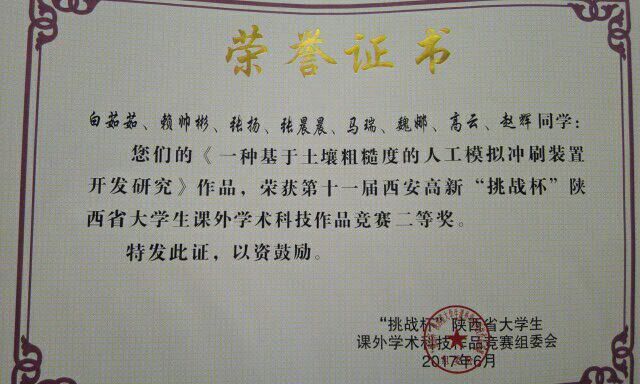 荣誉证书
白茹茹、赖帅彬、张扬、张晨晨、马瑞、魏娜、高云、赵辉同学：
您们的《一种基于土壤粗糙度的人工模拟冲刷装置
开发研究》作品，荣获第十一届西安高新“挑战杯”陕
西省大学生课外学术科技作品竞赛二等奖。
特发此证，以资鼓励。
“挑战杯”陕西省大学生
课外学术科技作品竞赛组委会
2017年6月